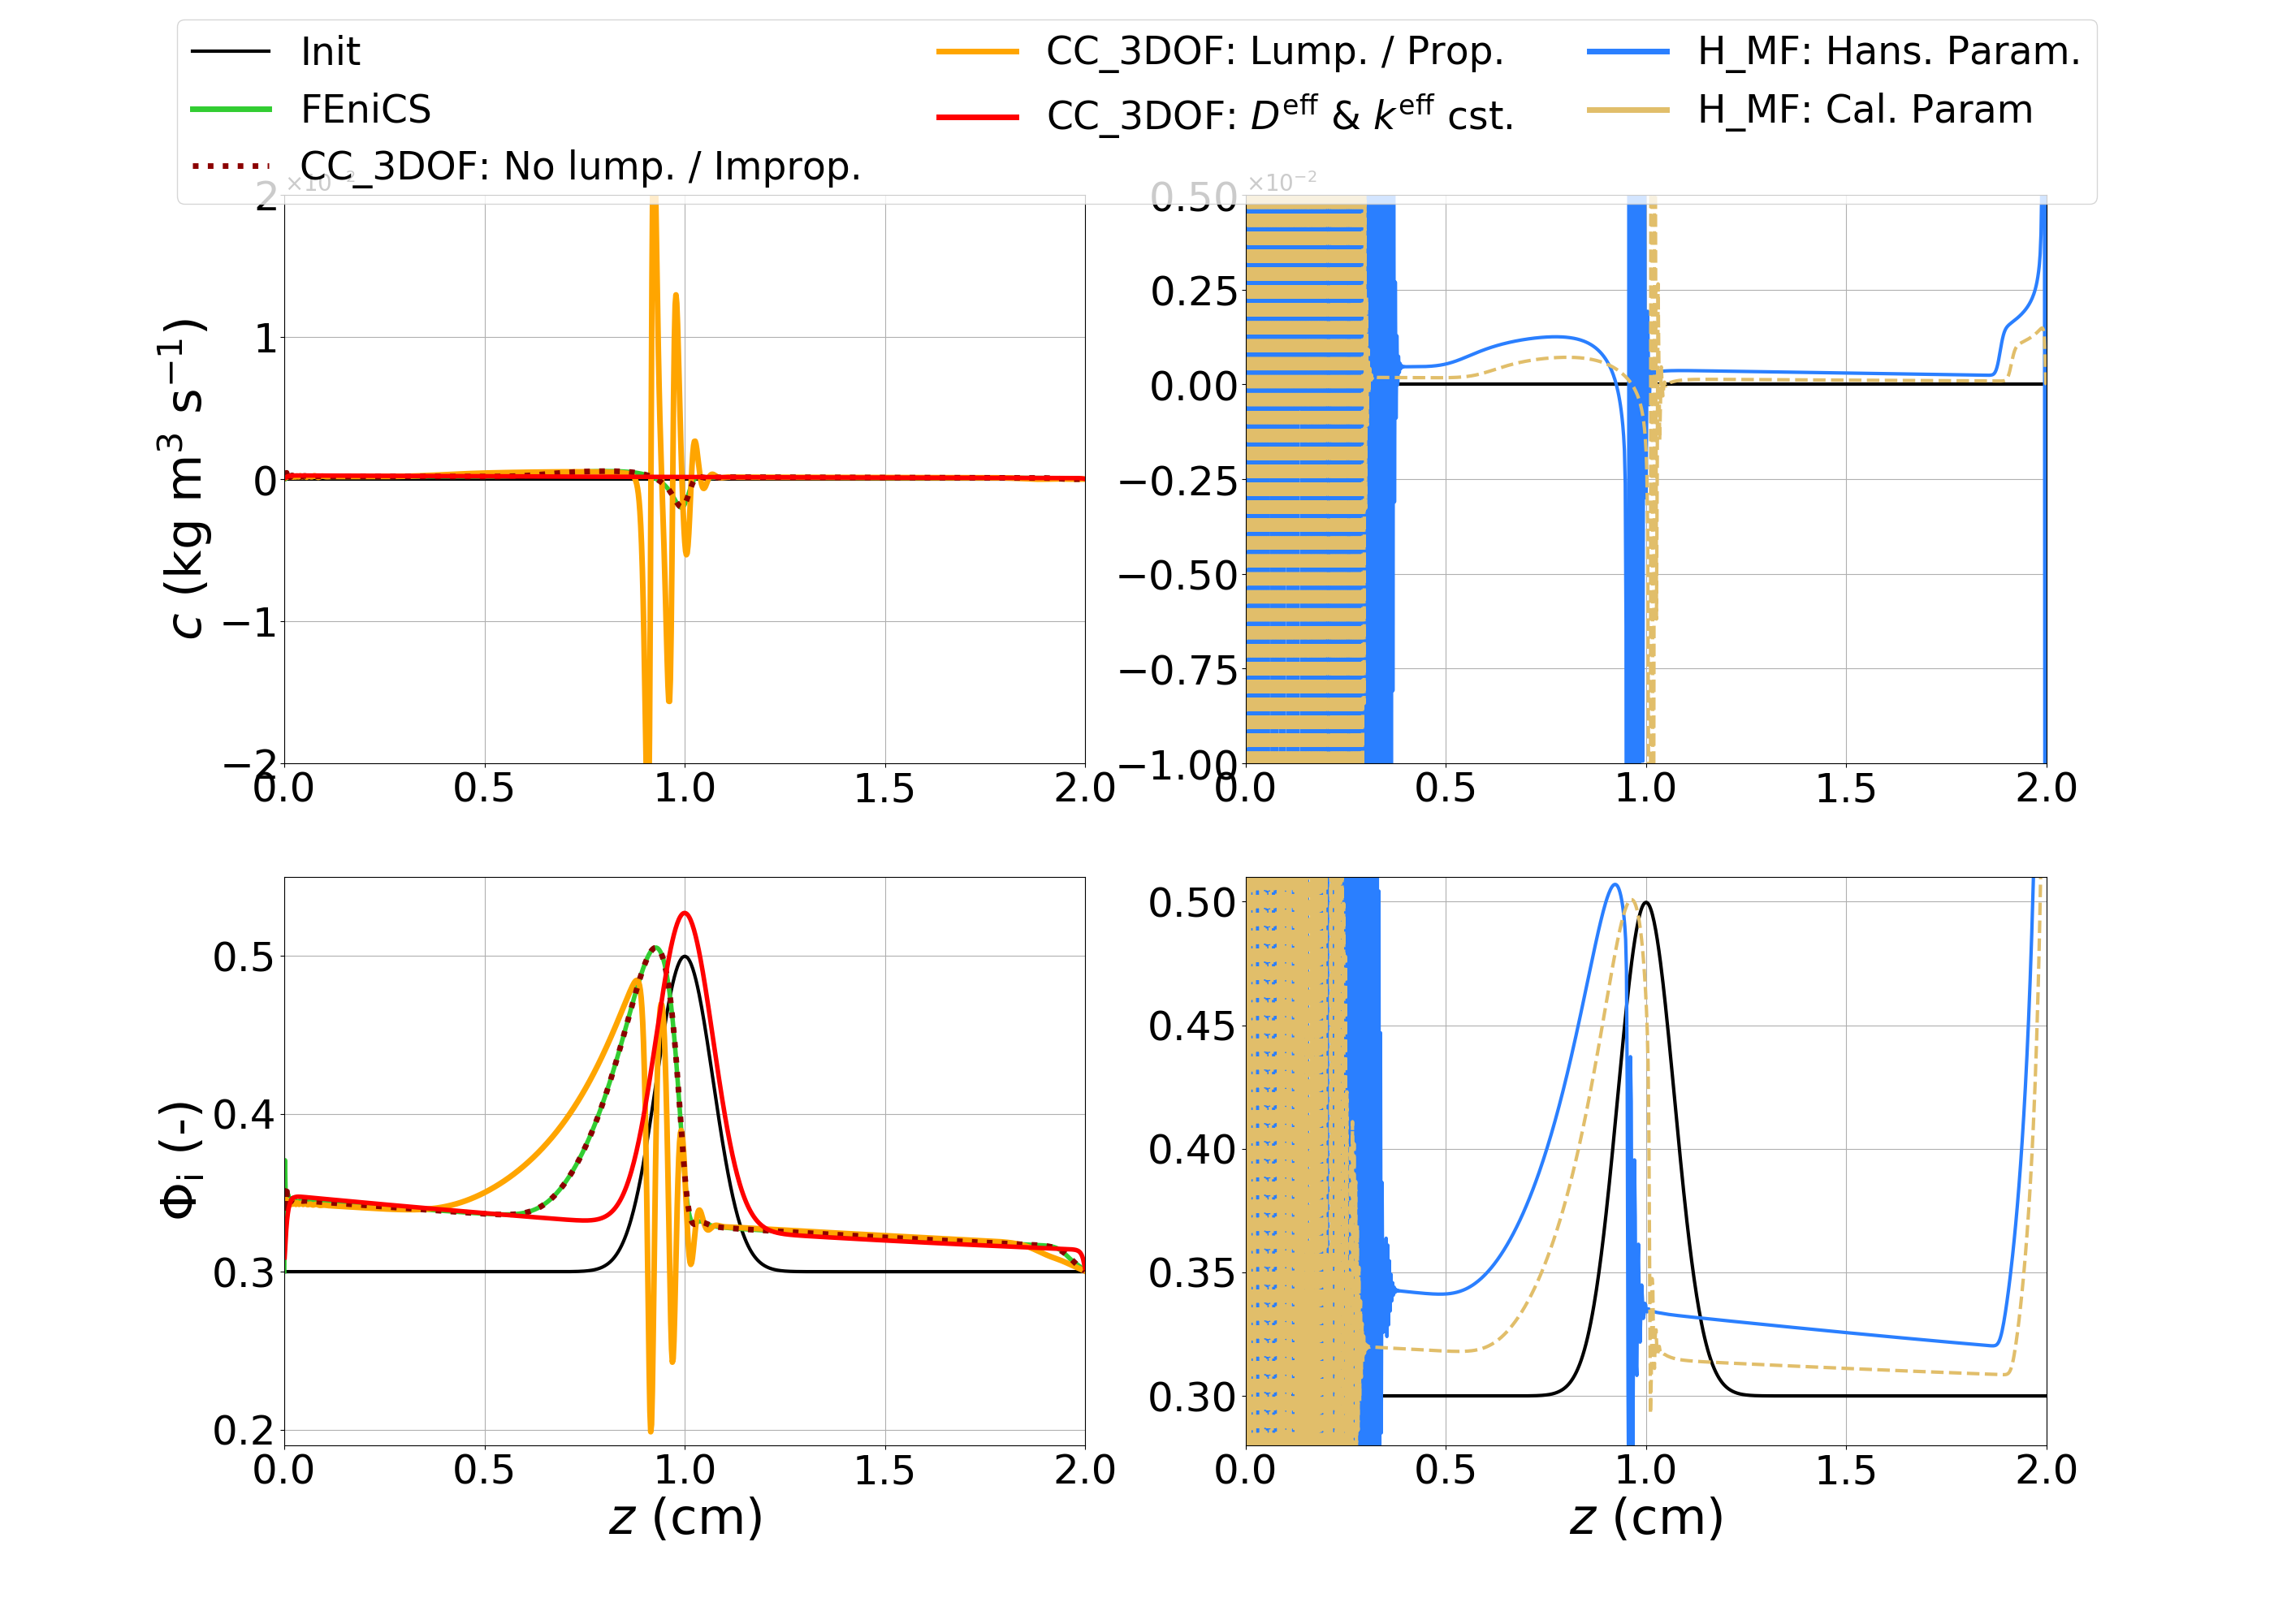 Init
FEniCS
CC_3DOF: No lump. / Improp.
CC_3DOF: Lump. / Prop.
CC_3DOF: D^eff & k^eff cst.
H_MF: Hans. Param.
H_MF: Cal. Param
×10⁻²
2
1
0
−1
−2
c (kg m³ s⁻¹)
0.0 0.5 1.0 1.5 2.0
×10⁻²
0.50
0.25
0.00
−0.25
−0.50
−0.75
−1.00
0.0 0.5 1.0 1.5 2.0
0.5
0.4
0.3
0.2
Φi (-)
0.0 0.5 1.0 1.5 2.0
z (cm)
0.50
0.45
0.40
0.35
0.30
0.0 0.5 1.0 1.5 2.0
z (cm)